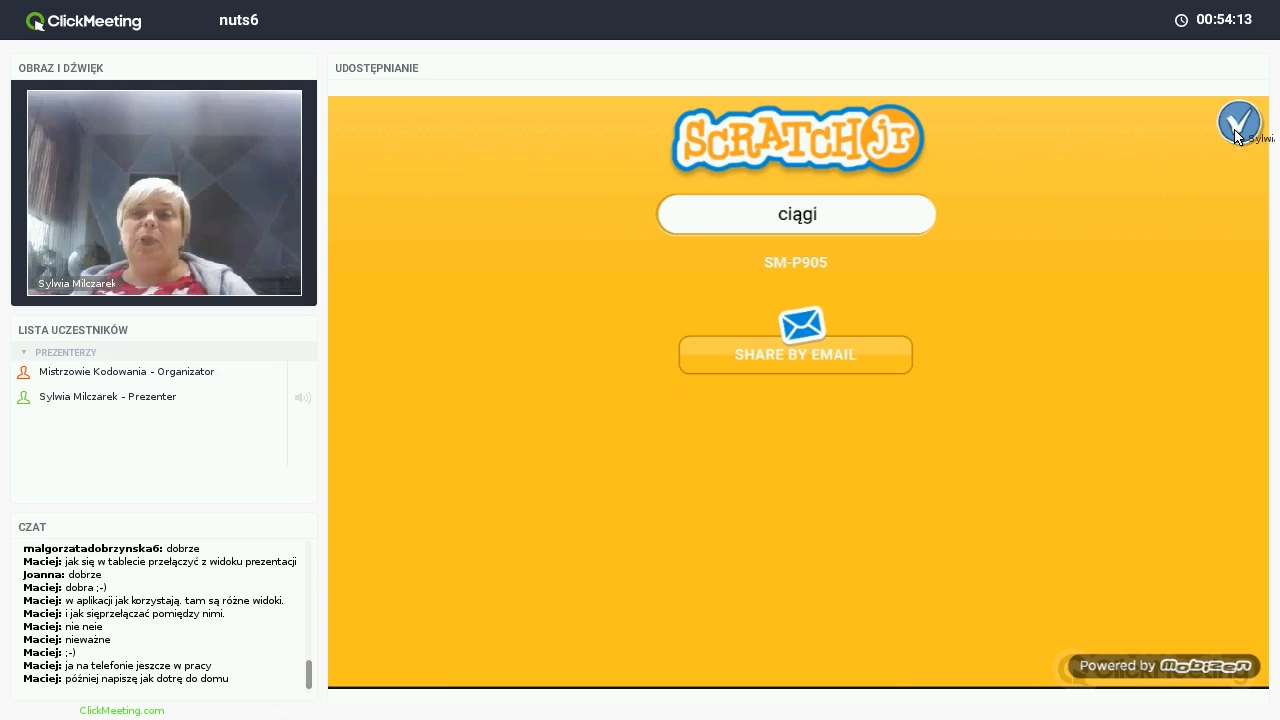 ClickMeeting
nuts6
00:54:13
OBRAZ I DŹWIĘK
Sylwia Milczarek
LISTA UCZESTNIKÓW
PREZENTERZY
Mistrzowie Kodowania - Organizator
Sylwia Milczarek - Prezenter
CZAT
malgorzatadobrzynska6: dobrze
Maciej: jak się w tablecie przełączyć z widoku prezentacji
Joanna: dobrze
Maciej: dobra ;-)
Maciej: w aplikacji jak korzystają. tam są różne widoki.
Maciej: i jak sięprzełączać pomiędzy nimi.
Maciej: nie neie
Maciej: nieważne
Maciej: ;-)
Maciej: ja na telefonie jeszcze w pracy
Maciej: później napiszę jak dotrę do domu
ClickMeeting.com
UDOSTĘPNIANIE
SCRATCH jr
Sylwi
ciągi
SM-P905
SHARE BY EMAIL
Powered by Mobizen
ClickMeeting